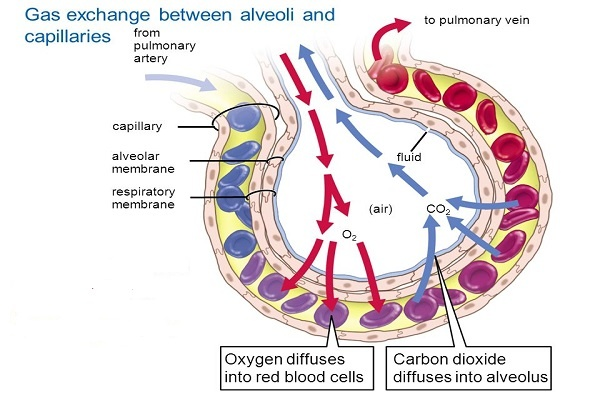 Gas exchange between alveoli and
capillaries
from
pulmonary
artery
to pulmonary vein
capillary
alveolar
membrane
respiratory
membrane
fluid
(air)
CO₂
O₂
Oxygen diffuses
into red blood cells
Carbon dioxide
diffuses into alveolus